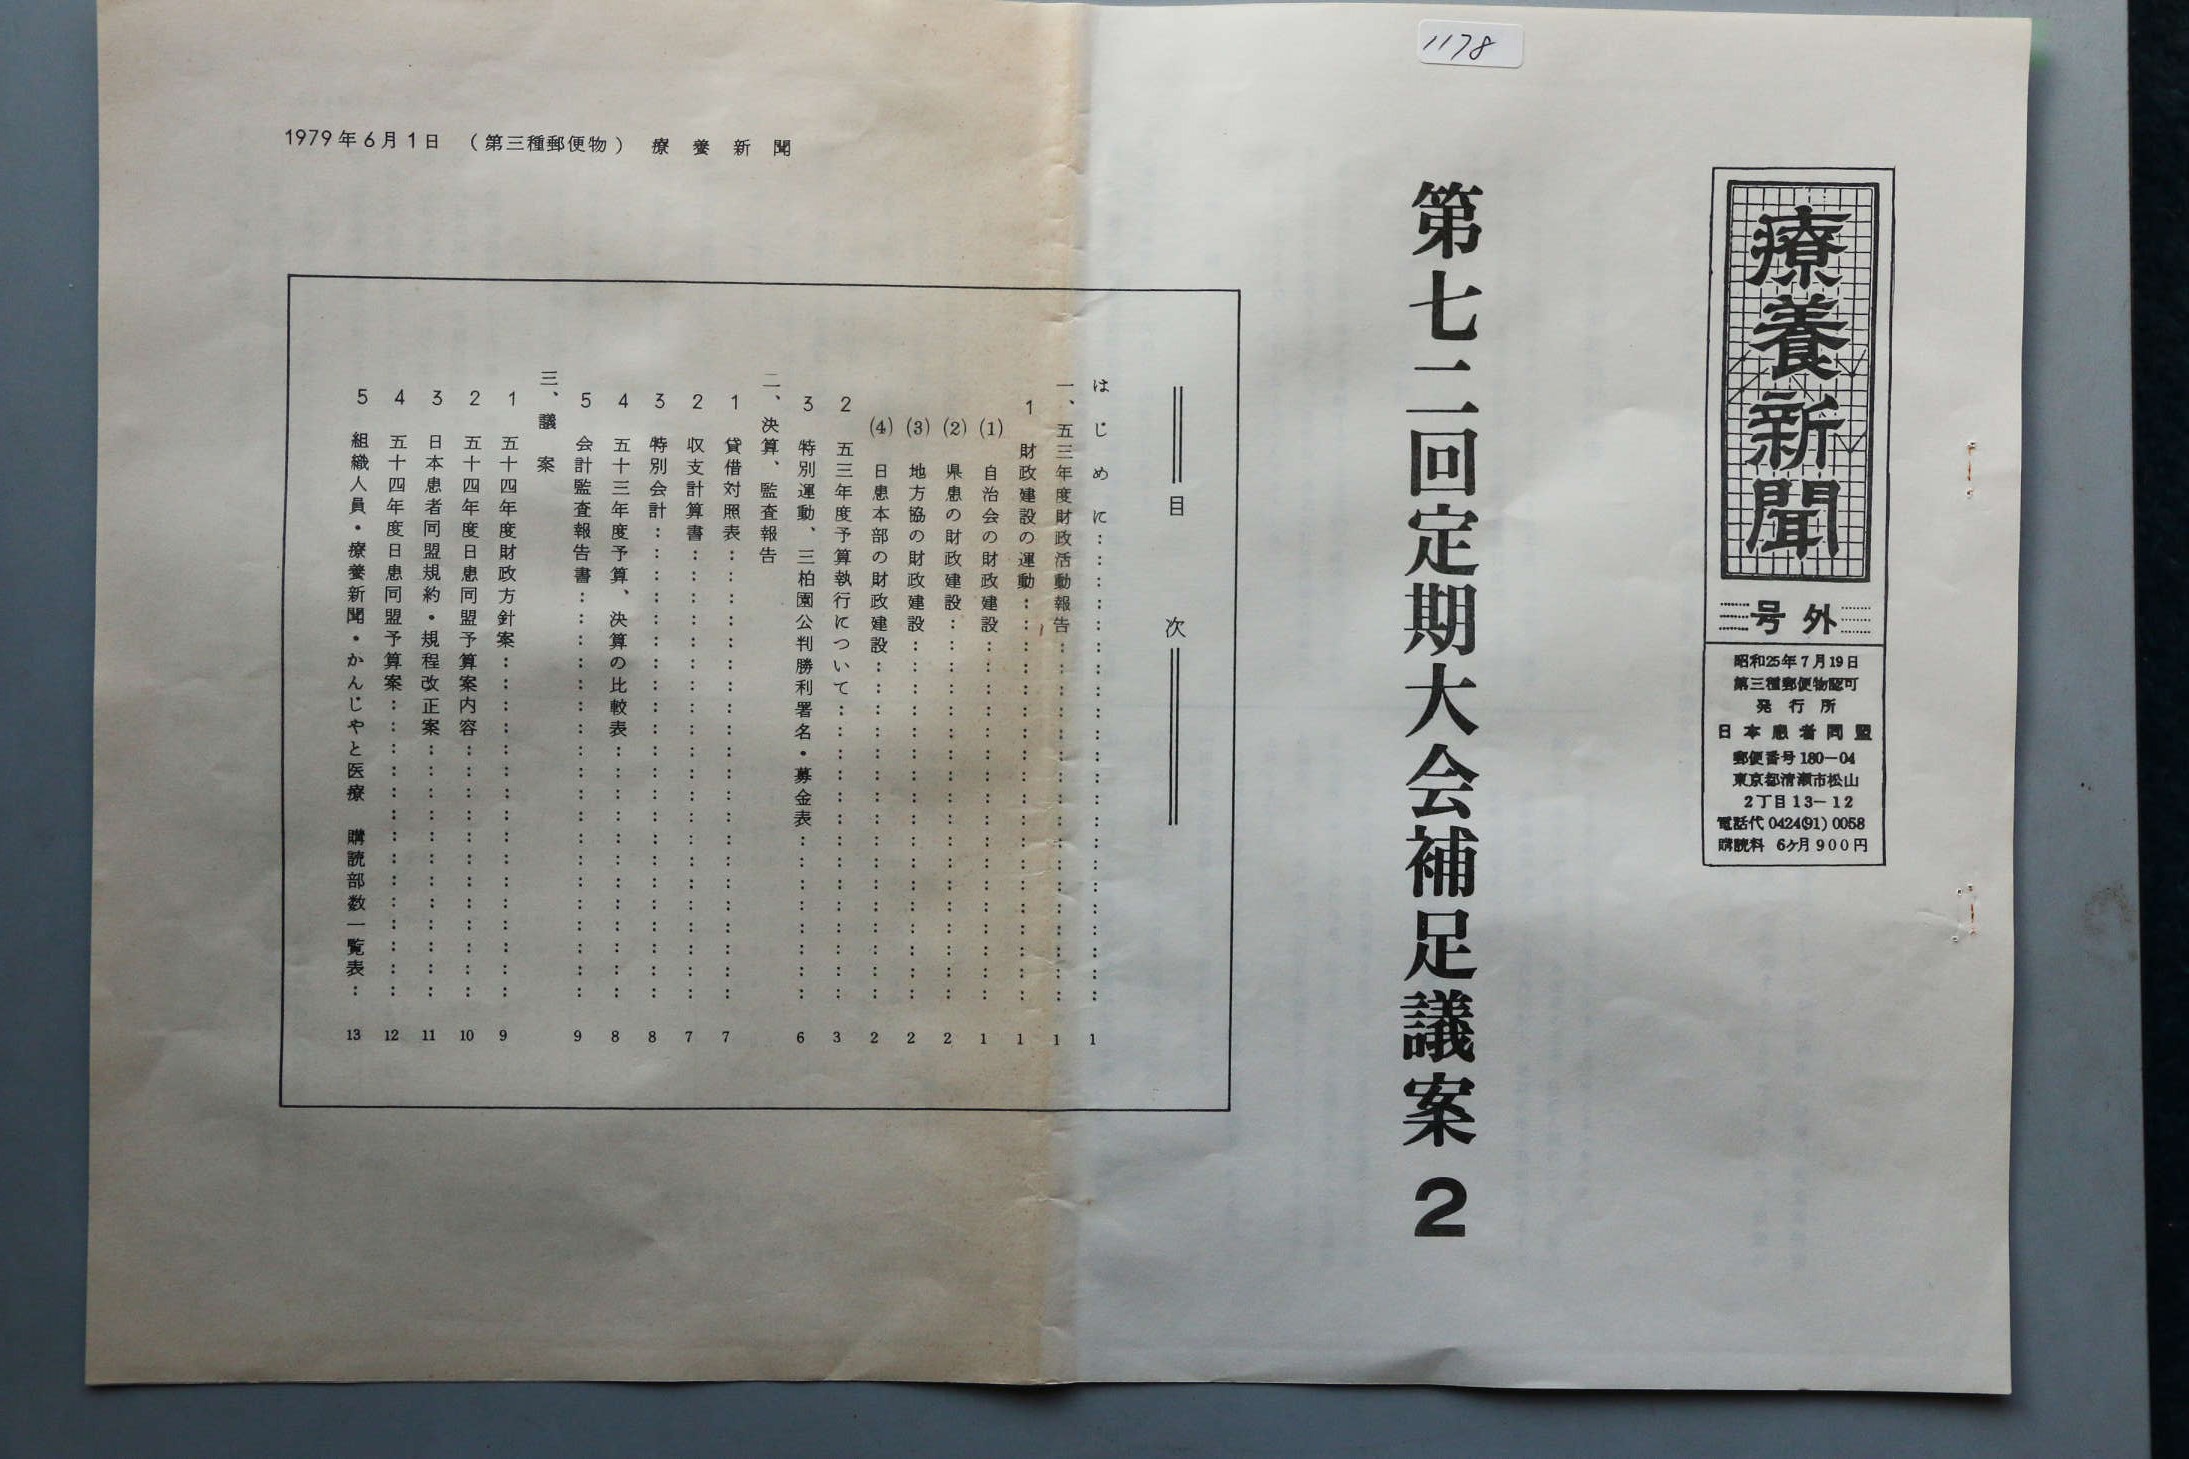 1178
療養新聞
号外
昭和25年7月19日
第三種郵便物認可
発行所
日本患者同盟
郵便番号180-04
東京都清瀬市松山
2丁目13-12
電話代0424(91)0058
購読料 6ヶ月900円
第七二回定期大会補足議案2
1979年6月1日 (第三種郵便物) 療養新聞
目次
はじめに…………1
一、五三年度財政活動報告…………1
1 財政建設の運動…………1
(1) 自治会の財政建設…………1
(2) 県患の財政建設…………2
(3) 地方協の財政建設…………2
(4) 日患本部の財政建設…………2
2 五三年度予算執行について…………3
3 特別運動、三柏園公判勝利署名・募金表…………6
二、決算、監査報告
1 貸借対照表…………7
2 収支計算書…………7
3 特別会計…………8
4 五十三年度予算、決算の比較表…………8
5 会計監査報告書…………9
三、議案
1 五十四年度財政方針案…………9
2 五十四年度日患同盟予算案内容…………10
3 日本患者同盟規約・規程改正案…………11
4 五十四年度日患同盟予算案…………12
5 組織人員・療養新聞・かんじやと医療 購読部数一覧表…13